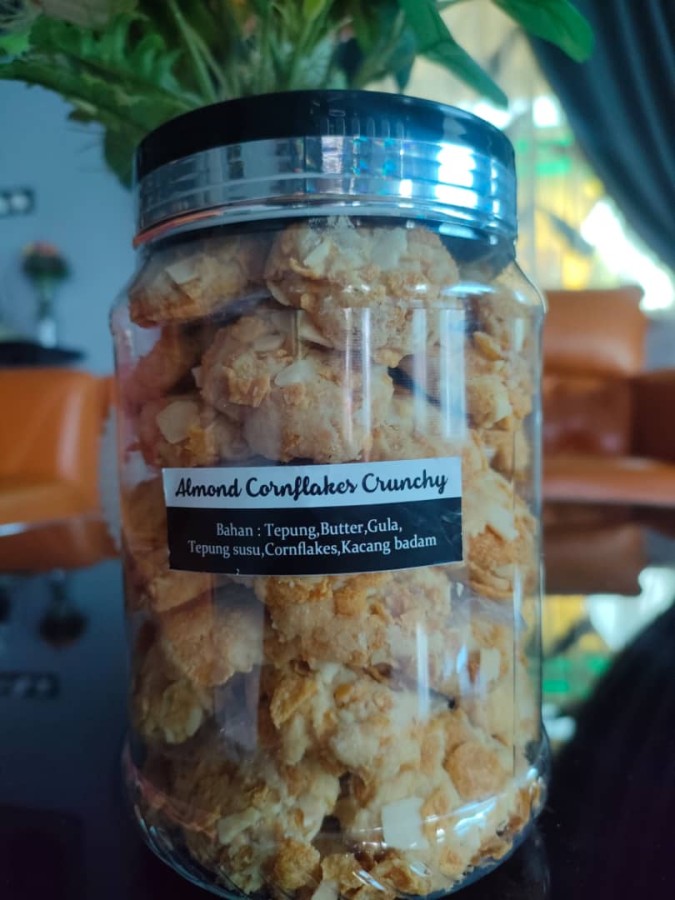 Almond Cornflakes Crunchy
Bahan : Tepung,Butter,Gula,
Tepung susu,Cornflakes,Kacang badam